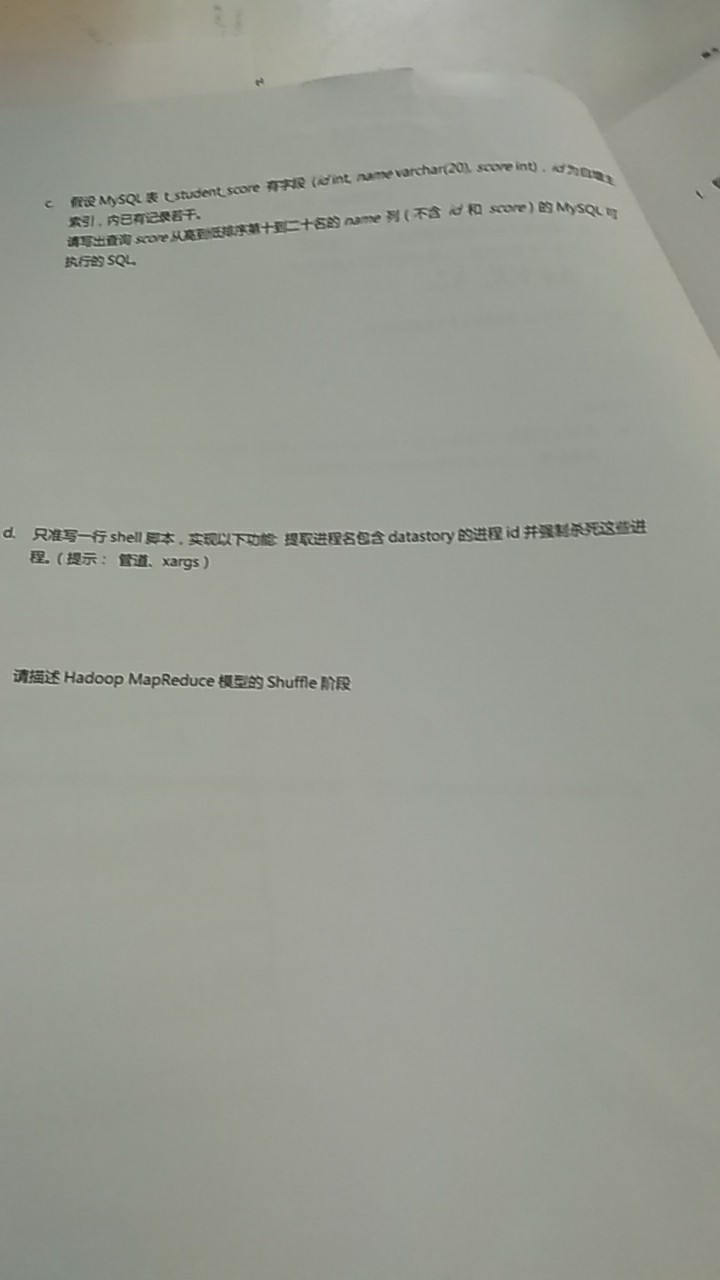 c. 假设 MySQL 表 t_student_score 有字段 (id int, name varchar(20), score int)，id 为自增主
索引，内已有记录若干。
请写出查询 score 从高到低排序第十到二十名的 name 列（不含 id 和 score）的 MySQL 可
执行的 SQL。
d. 只准写一行 shell 脚本，实现以下功能: 提取进程名包含 datastory 的进程 id 并强制杀死这些进
程。(提示： 管道、xargs)
请描述 Hadoop MapReduce 模型的 Shuffle 阶段